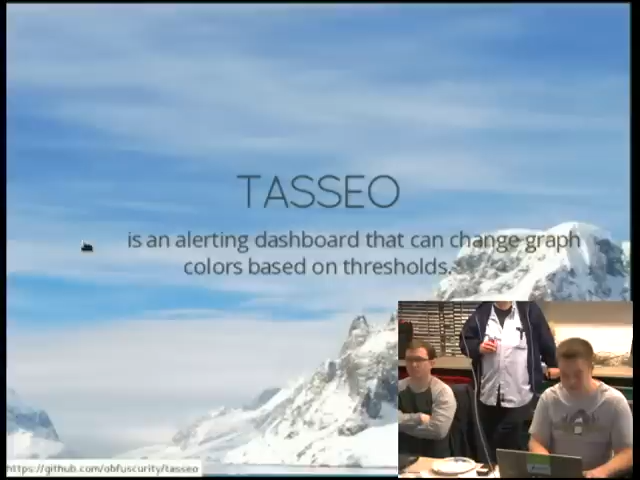 TASSEO
is an alerting dashboard that can change graph
colors based on thresholds.
https://github.com/obfuscurity/tasseo